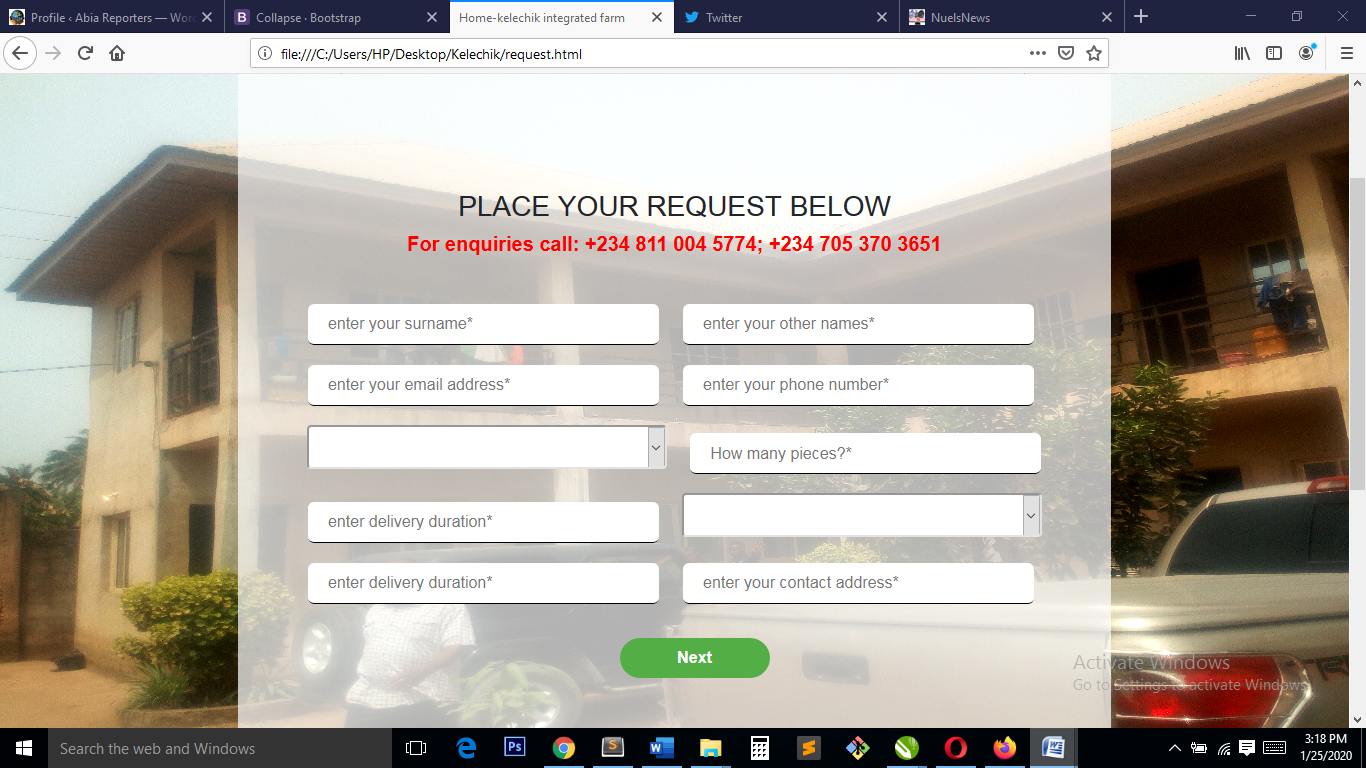 Profile ‹ Abia Reporters — Wor
Collapse · Bootstrap
Home-kelechik integrated farm
Twitter
NuelsNews
file:///C:/Users/HP/Desktop/Kelechik/request.html
PLACE YOUR REQUEST BELOW
For enquiries call: +234 811 004 5774; +234 705 370 3651
enter your surname*
enter your other names*
enter your email address*
enter your phone number*
How many pieces?*
enter delivery duration*
enter delivery duration*
enter your contact address*
Next
Activate Windows
Go to Settings to activate Windows.
Search the web and Windows
Ps
3:18 PM
1/25/2020